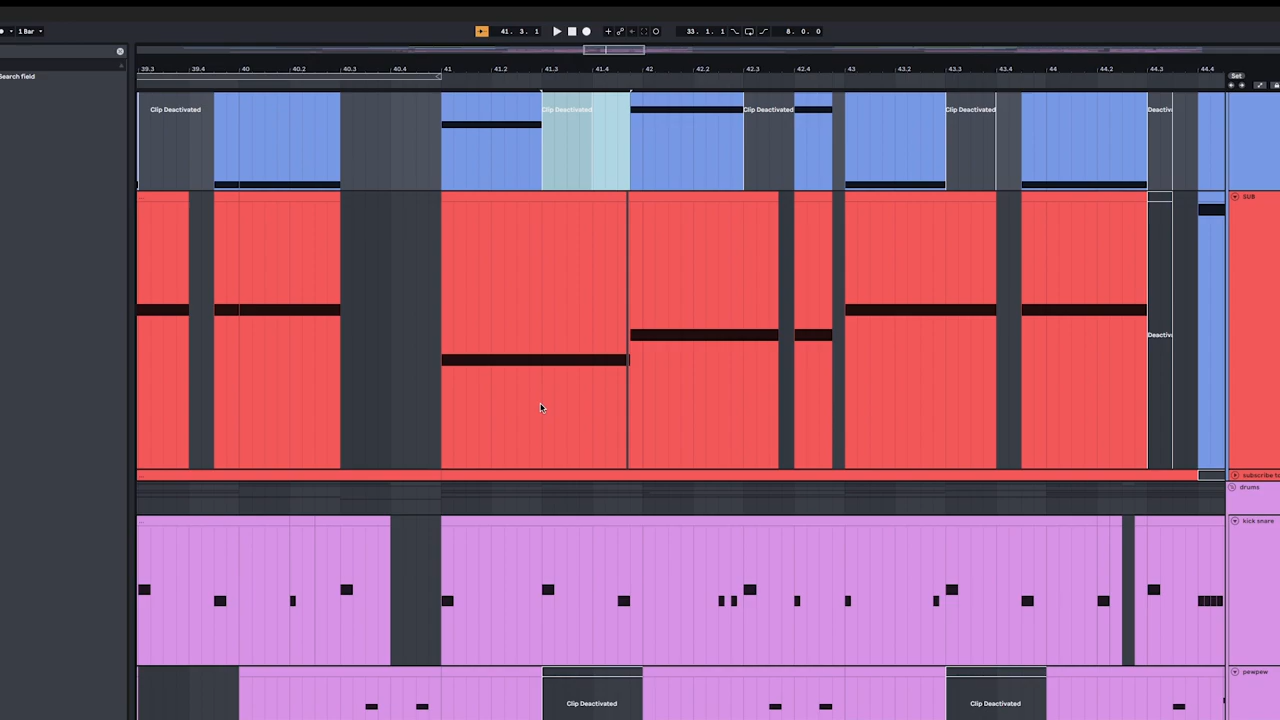 1 Bar
41. 3. 1
33. 1. 1
8. 0. 0
Search field
39.3 39.4 40 40.2 40.3 40.4 41 41.2 41.3 41.4 42 42.2 42.3 42.4 43 43.2 43.3 43.4 44 44.2 44.3 44.4
Set
Clip Deactivated
Clip Deactivated
Clip Deactivated
Clip Deactivated
Deactiv
SUB
Deactiv
subscribe to
drums
kick snare
pewpew
Clip Deactivated
Clip Deactivated